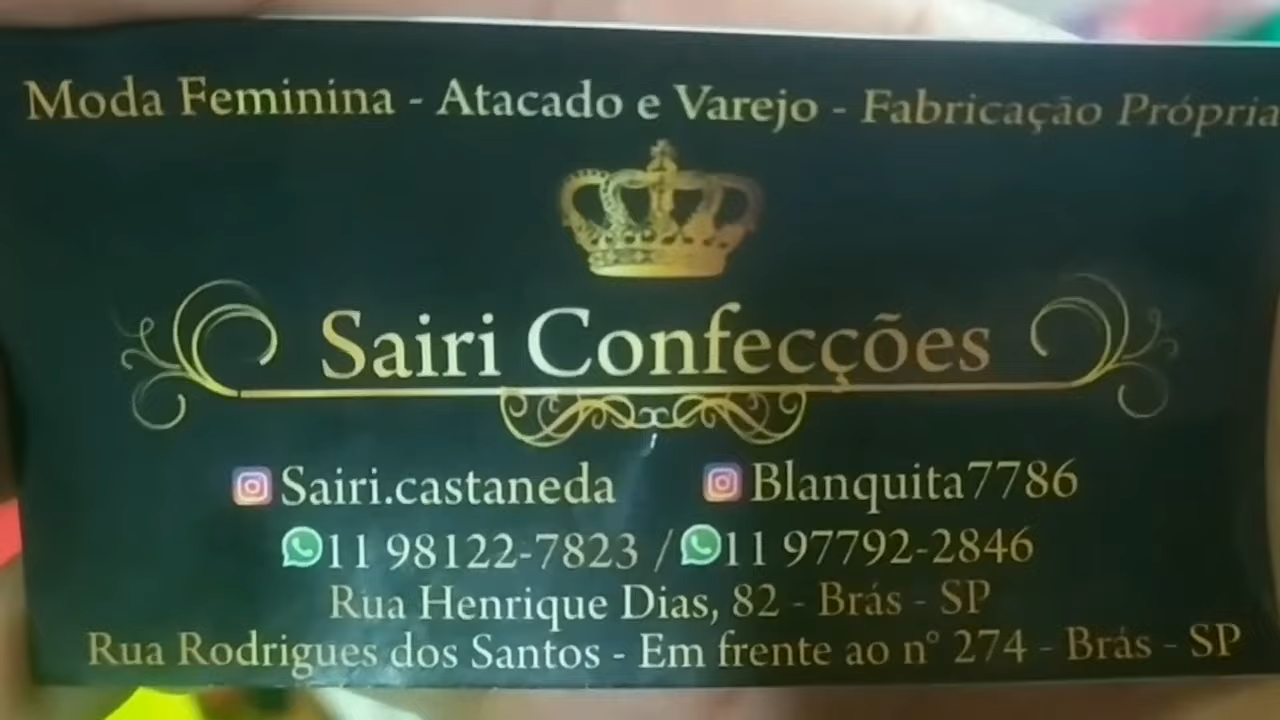 Moda Feminina - Atacado e Varejo - Fabricação Própria
Sairi Confecções
Sairi.castaneda Blanquita7786
11 98122-7823 / 11 97792-2846
Rua Henrique Dias, 82 - Brás - SP
Rua Rodrigues dos Santos - Em frente ao n° 274 - Brás - SP